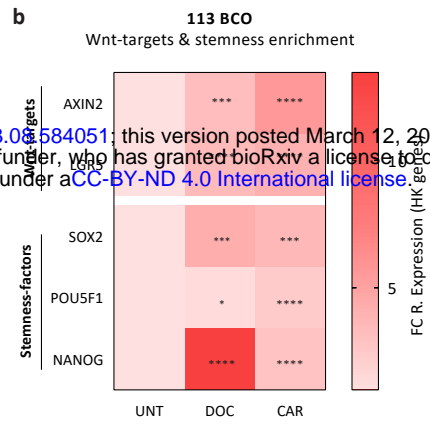 b
113 BCO
Wnt-targets & stemness enrichment
Wnt-targets
AXIN2
***
****
3.08.584051; this version posted March 12, 20
funder, who has granted bioRxiv a license to d
LGR5
10
under aCC-BY-ND 4.0 International license.
Stemness-factors
SOX2
***
***
POU5F1
*
****
NANOG
****
****
5
FC R. Expression (HK genes)
UNT
DOC
CAR